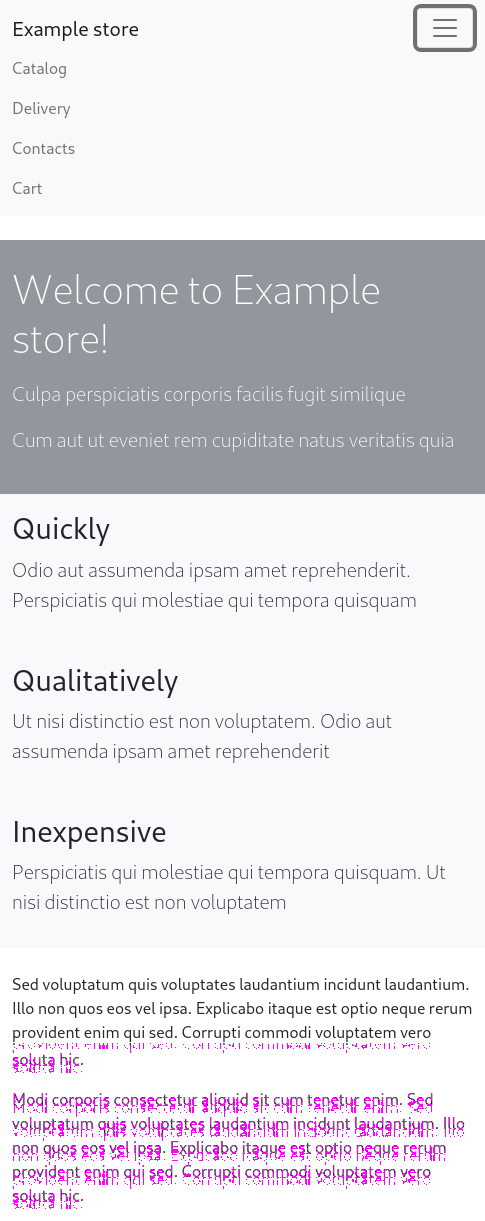 Example store
Catalog
Delivery
Contacts
Cart
Welcome to Example
store!
Culpa perspiciatis corporis facilis fugit similique
Cum aut ut eveniet rem cupiditate natus veritatis quia
Quickly
Odio aut assumenda ipsam amet reprehenderit.
Perspiciatis qui molestiae qui tempora quisquam
Qualitatively
Ut nisi distinctio est non voluptatem. Odio aut
assumenda ipsam amet reprehenderit
Inexpensive
Perspiciatis qui molestiae qui tempora quisquam. Ut
nisi distinctio est non voluptatem
Sed voluptatum quis voluptates laudantium incidunt laudantium.
Illo non quos eos vel ipsa. Explicabo itaque est optio neque rerum
provident enim qui sed. Corrupti commodi voluptatem vero
soluta hic.
Modi corporis consectetur aliquid sit cum tenetur enim. Sed
voluptatum quis voluptates laudantium incidunt laudantium. Illo
non quos eos vel ipsa. Explicabo itaque est optio neque rerum
provident enim qui sed. Corrupti commodi voluptatem vero
soluta hic.